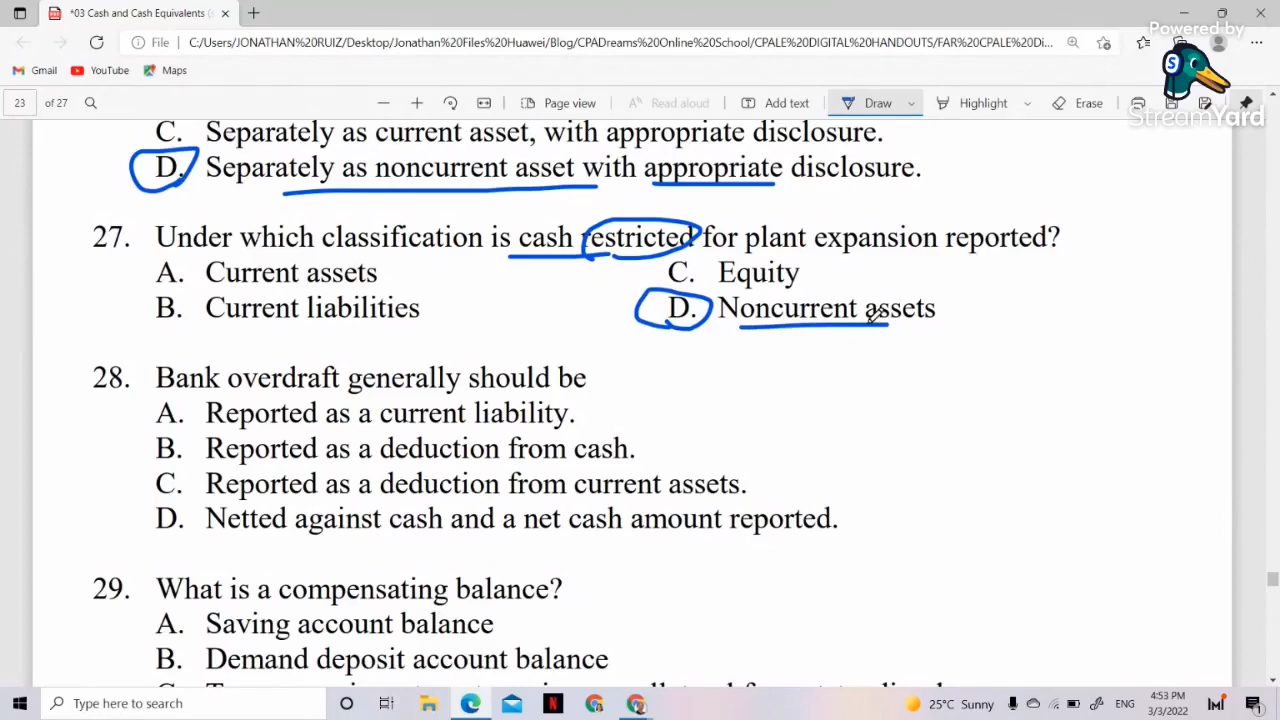 *03 Cash and Cash Equivalents (
Powered by
File
C:/Users/JONATHAN%20RUIZ/Desktop/Jonathan%20Files%20Huawei/Blog/CPADreams%20Online%20School/CPALE%20DIGITAL%20HANDOUTS/FAR%20CPALE%20Di...
Gmail YouTube Maps
S
StreamYard
23 of 27 Page view Read aloud Add text Draw Highlight Erase
C. Separately as current asset, with appropriate disclosure.
D. Separately as noncurrent asset with appropriate disclosure.
27. Under which classification is cash restricted for plant expansion reported?
A. Current assets C. Equity
B. Current liabilities D. Noncurrent assets
28. Bank overdraft generally should be
A. Reported as a current liability.
B. Reported as a deduction from cash.
C. Reported as a deduction from current assets.
D. Netted against cash and a net cash amount reported.
29. What is a compensating balance?
A. Saving account balance
B. Demand deposit account balance
Type here to search
25°C Sunny
ENG
4:53 PM
3/3/2022